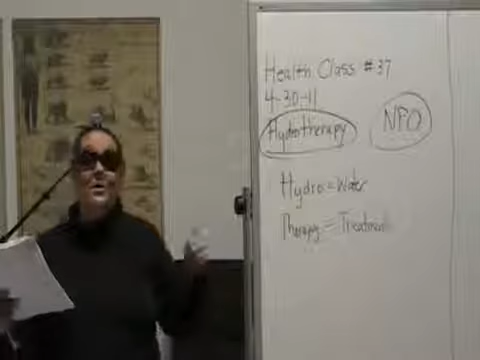 Health Class #37
4-30-11
Hydrotherapy NPO
Hydro = Water
Therapy = Treatment